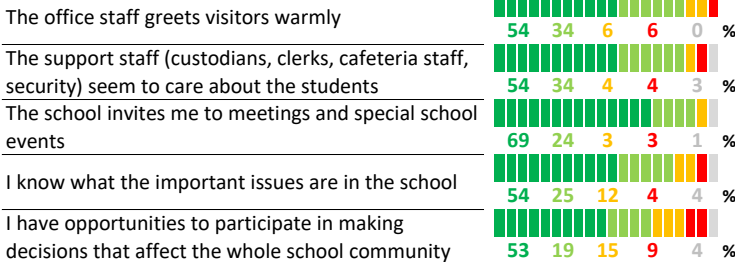 The office staff greets visitors warmly
54 34 6 6 0 %
The support staff (custodians, clerks, cafeteria staff,
security) seem to care about the students
54 34 4 4 3 %
The school invites me to meetings and special school
events
69 24 3 3 1 %
I know what the important issues are in the school
54 25 12 4 4 %
I have opportunities to participate in making
decisions that affect the whole school community
53 19 15 9 4 %